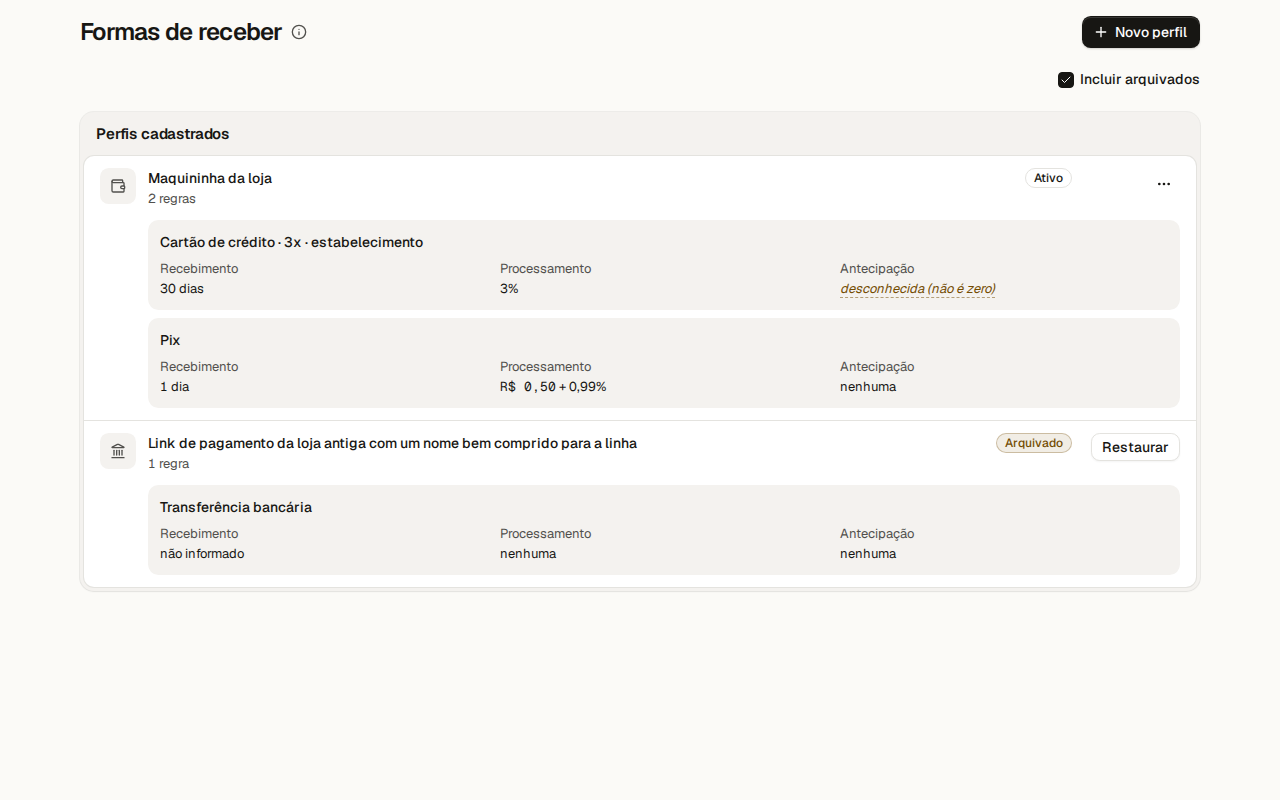 Formas de receber
Novo perfil
Incluir arquivados
Perfis cadastrados
Maquininha da loja
Ativo
2 regras
Cartão de crédito · 3x · estabelecimento
Recebimento
Processamento
Antecipação
30 dias
3%
desconhecida (não é zero)
Pix
Recebimento
Processamento
Antecipação
1 dia
R$ 0,50 + 0,99%
nenhuma
Link de pagamento da loja antiga com um nome bem comprido para a linha
Arquivado
Restaurar
1 regra
Transferência bancária
Recebimento
Processamento
Antecipação
não informado
nenhuma
nenhuma